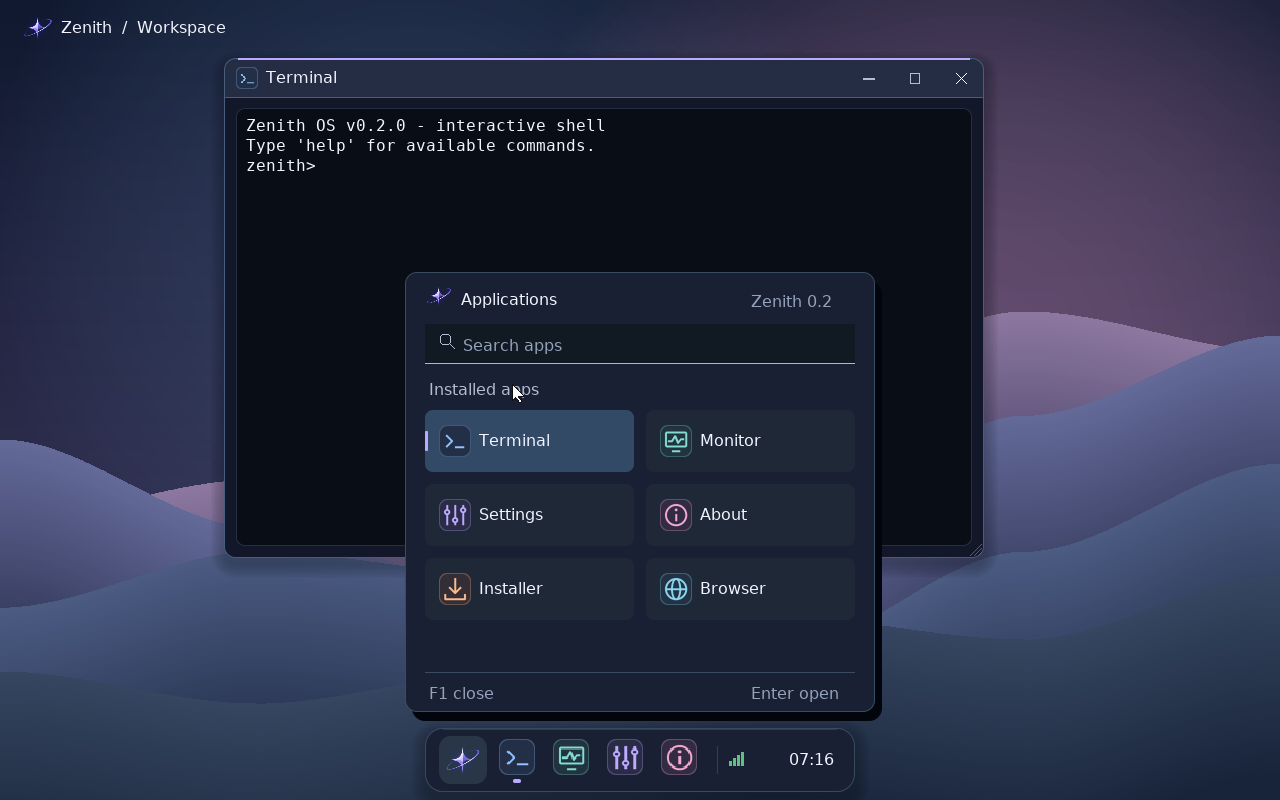 Zenith / Workspace
Terminal
Zenith OS v0.2.0 - interactive shell
Type 'help' for available commands.
zenith>
Applications
Zenith 0.2
Search apps
Installed apps
Terminal
Monitor
Settings
About
Installer
Browser
F1 close
Enter open
07:16